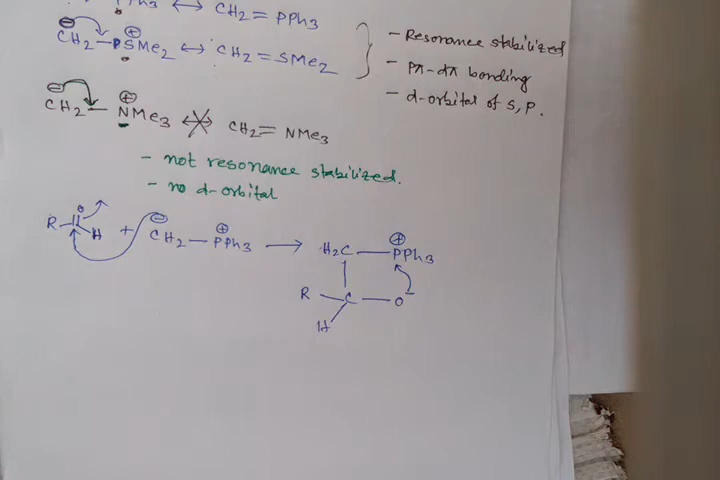 PPh3 ↔ CH2 = PPh3
⊖ ⊕
CH2 – SMe2 ↔ CH2 = SMe2
- Resonance stabilized
- pπ-dπ bonding
- d-orbital of S, P.
⊖ ⊕
CH2 – NMe3 ↔ CH2 = NMe3
- not resonance stabilized.
- no d-orbital
O ⊖ ⊕ ⊕
R H + CH2 – PPh3 → H2C – PPh3
R – C – O−
H